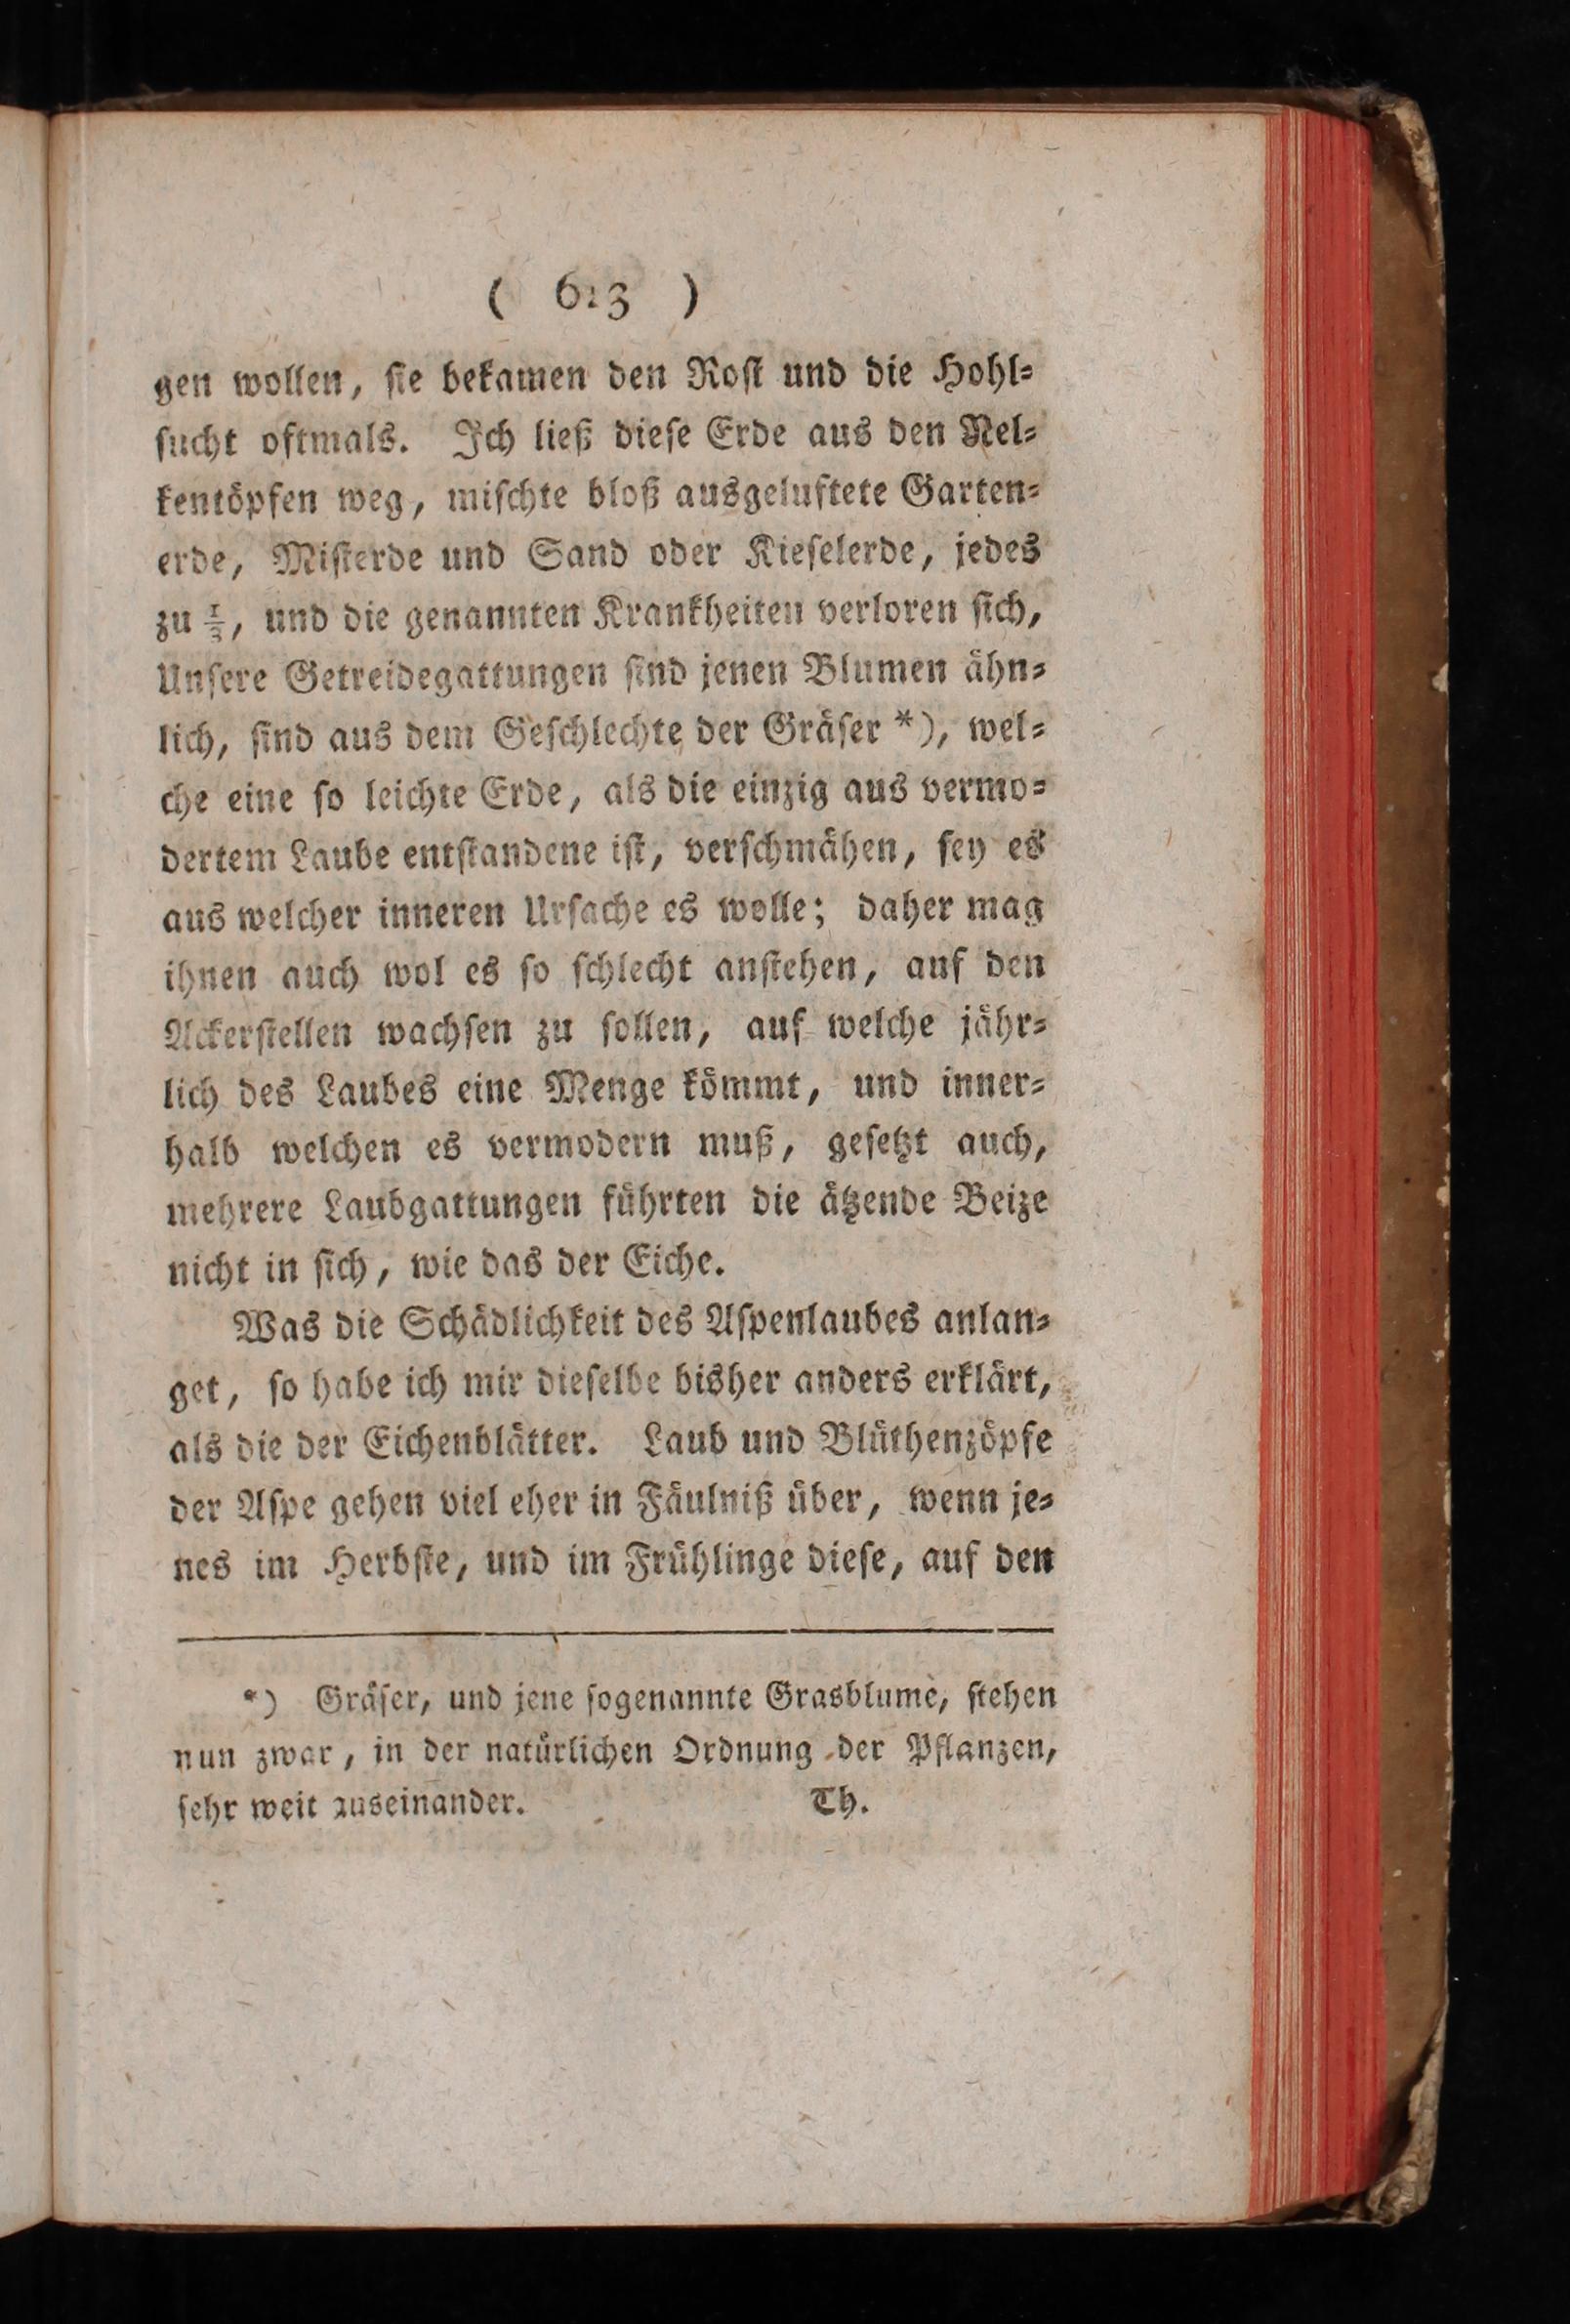 ( 613 )
gen wollen, ſie bekamen den Roſt und die Hohl⸗
ſucht oftmals. Ich ließ dieſe Erde aus den Nel⸗
kentöpfen weg, miſchte bloß ausgeluftete Garten⸗
erde, Miſterde und Sand oder Kieſelerde, jedes
zu ⅓, und die genannten Krankheiten verloren ſich,
Unſere Getreidegattungen ſind jenen Blumen ähn⸗
lich, ſind aus dem Geſchlechte der Gräſer *), wel⸗
che eine ſo leichte Erde, als die einzig aus vermo⸗
dertem Laube entſtandene iſt, verſchmähen, ſey es
aus welcher inneren Urſache es wolle; daher mag
ihnen auch wol es ſo ſchlecht anſtehen, auf den
Ackerſtellen wachſen zu ſollen, auf welche jähr⸗
lich des Laubes eine Menge kömmt, und inner⸗
halb welchen es vermodern muß, geſetzt auch,
mehrere Laubgattungen führten die ätzende Beize
nicht in ſich, wie das der Eiche.
Was die Schädlichkeit des Aſpenlaubes anlan⸗
get, ſo habe ich mir dieſelbe bisher anders erklärt,
als die der Eichenblätter. Laub und Blüthenzöpfe
der Aſpe gehen viel eher in Fäulniß über, wenn je⸗
nes im Herbſte, und im Frühlinge dieſe, auf den
*) Gräſer, und jene ſogenannte Grasblume, ſtehen
nun zwar, in der natürlichen Ordnung der Pflanzen,
ſehr weit auseinander. Th.